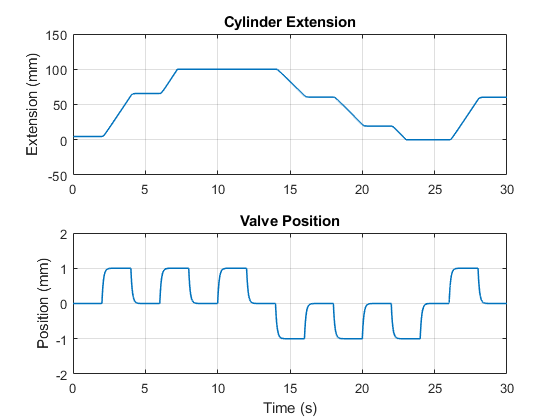 Cylinder Extension
150
100
50
0
-50
Extension (mm)
0 5 10 15 20 25 30
Valve Position
2
1
0
-1
-2
Position (mm)
0 5 10 15 20 25 30
Time (s)